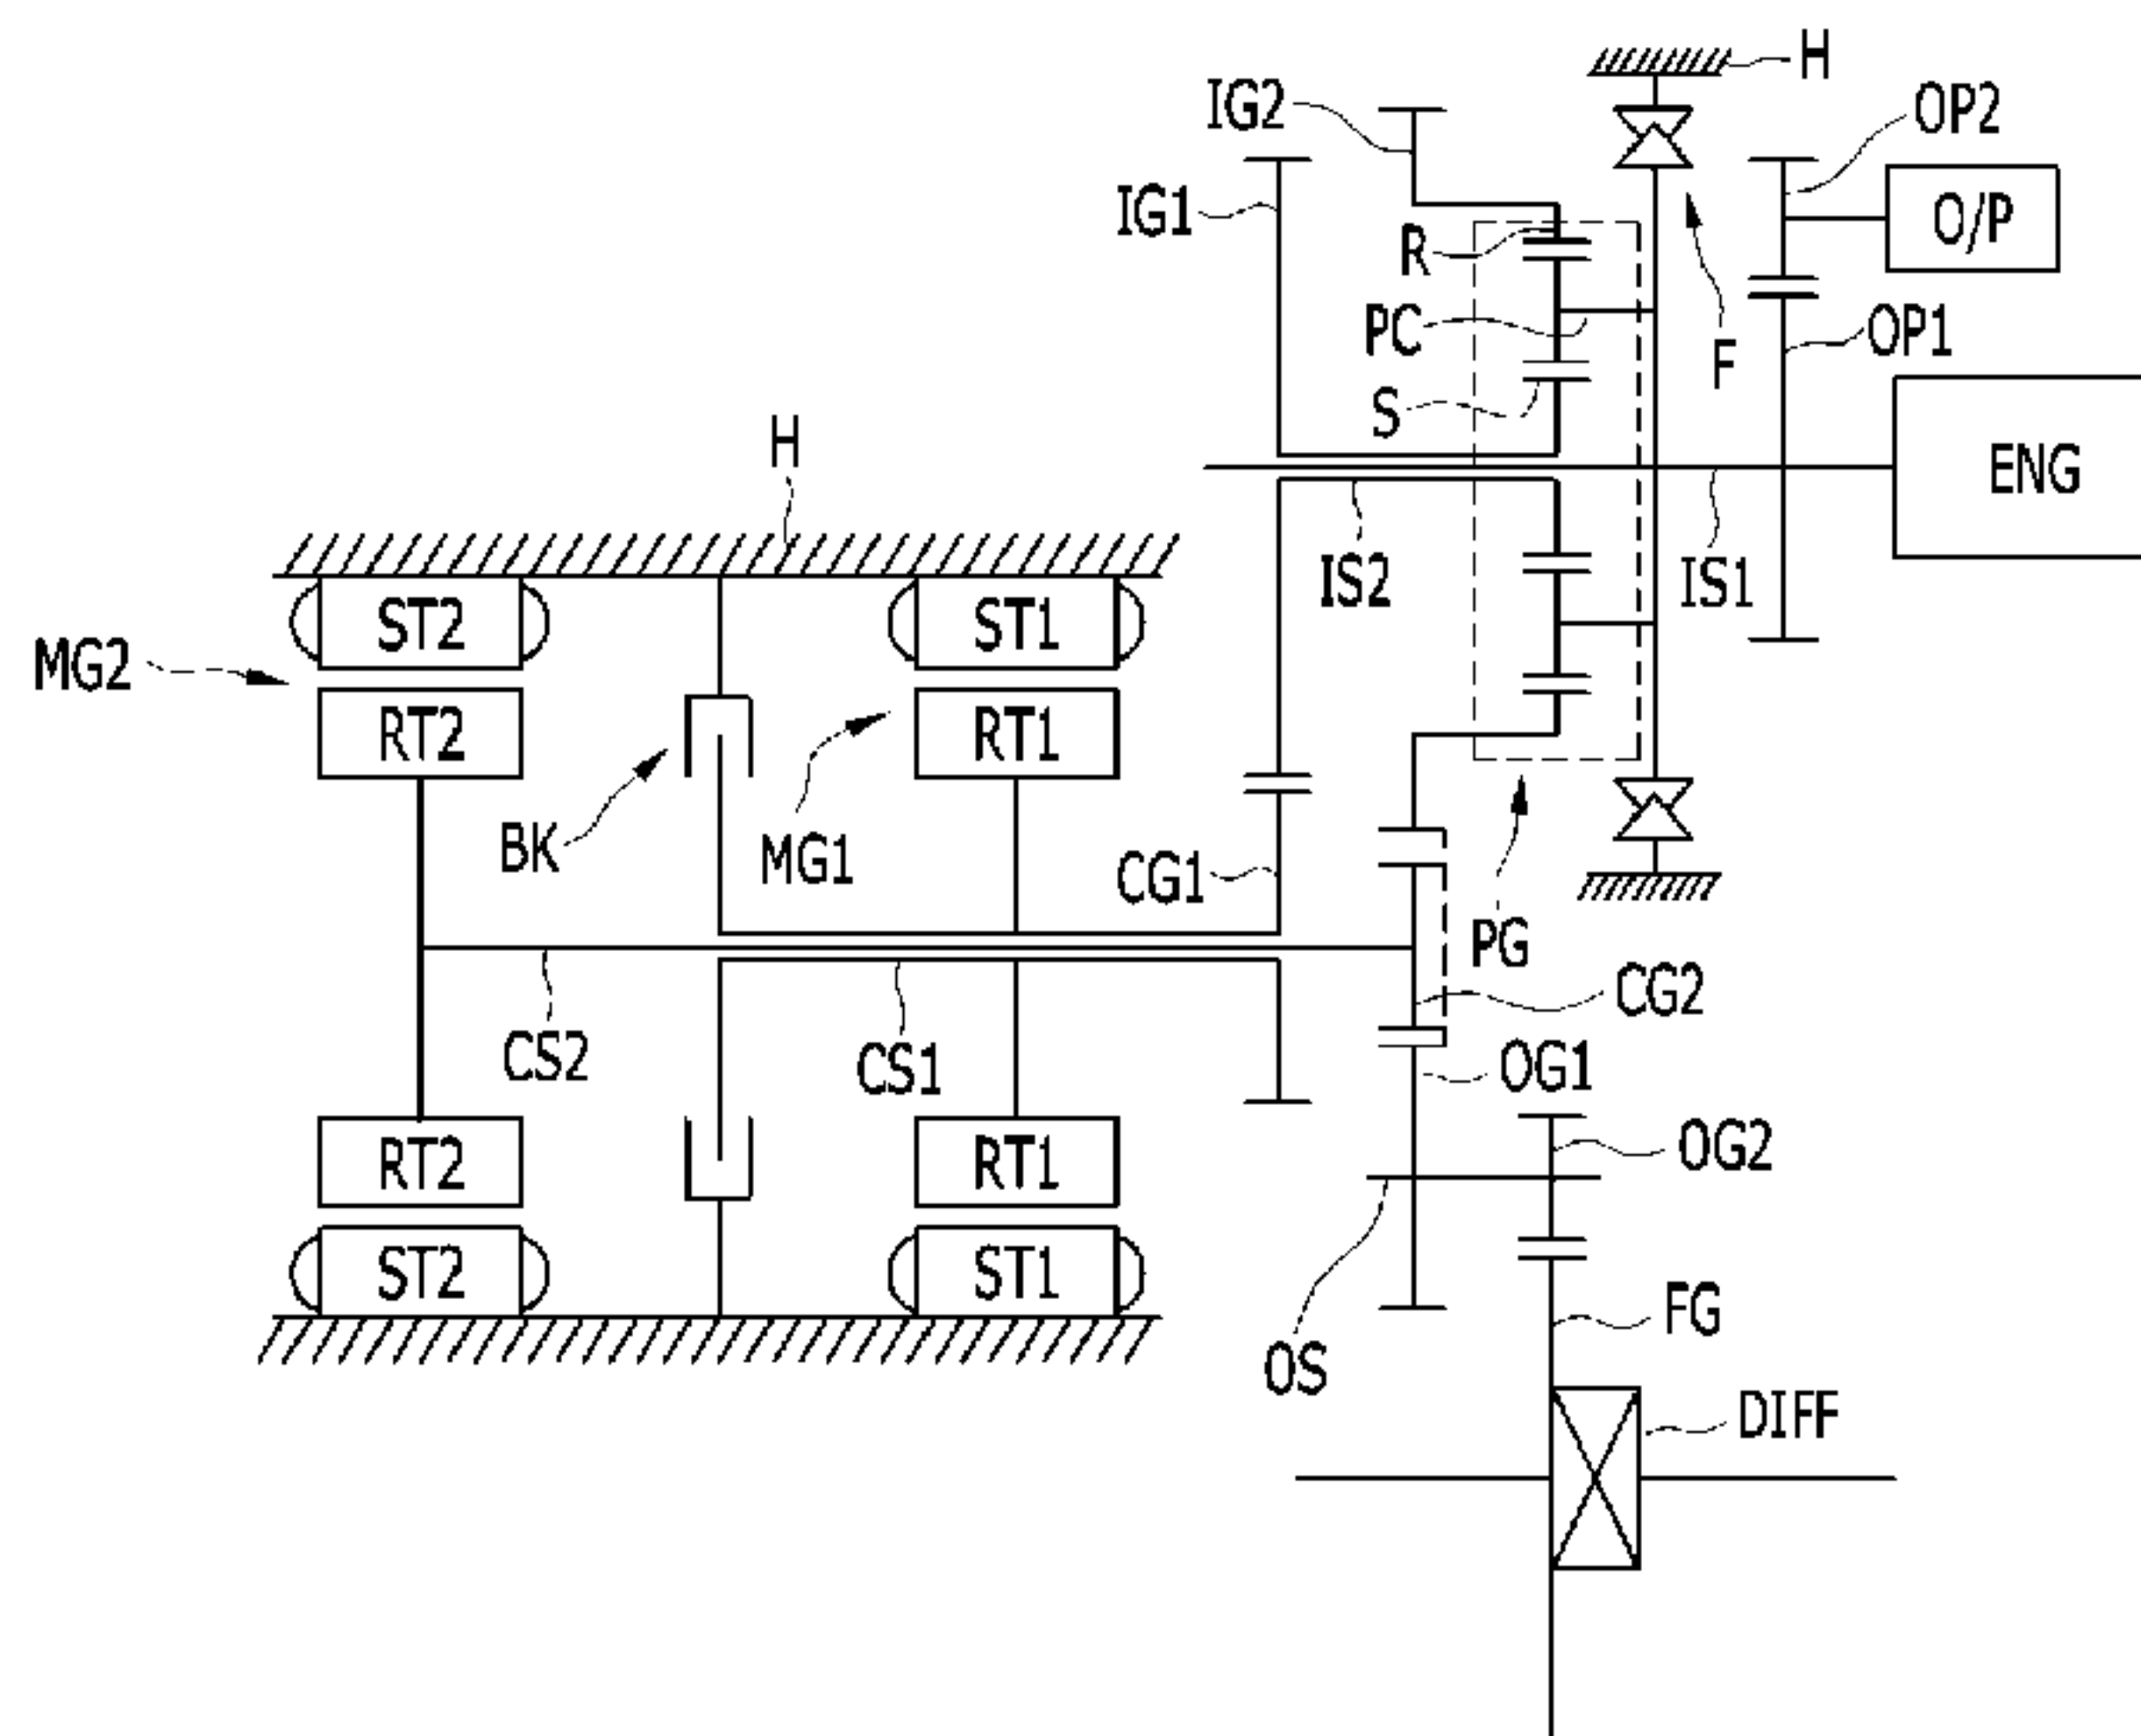 H
IG2
OP2
IG1
O/P
R
PC
OP1
F
S
H
ENG
IS2
IS1
ST2
ST1
MG2
RT2
RT1
BK
MG1
CG1
PG
CG2
CS2
CS1
OG1
OG2
RT2
RT1
ST2
ST1
FG
OS
DIFF